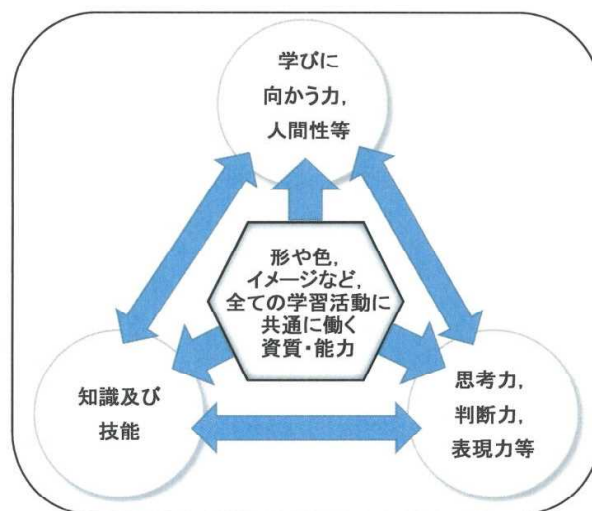 学びに
向かう力,
人間性等
形や色,
イメージなど,
全ての学習活動に
共通に働く
資質・能力
知識及び
技能
思考力,
判断力,
表現力等